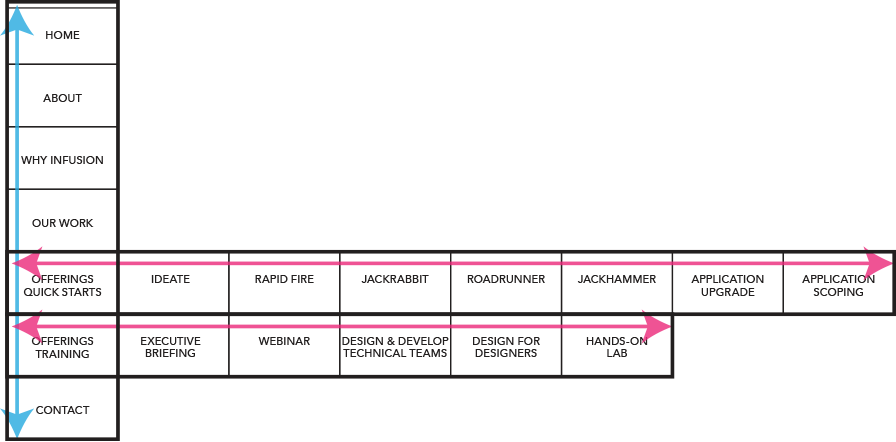 HOME
ABOUT
WHY INFUSION
OUR WORK
OFFERINGS
QUICK STARTS
IDEATE
RAPID FIRE
JACKRABBIT
ROADRUNNER
JACKHAMMER
APPLICATION
UPGRADE
APPLICATION
SCOPING
OFFERINGS
TRAINING
EXECUTIVE
BRIEFING
WEBINAR
DESIGN & DEVELOP
TECHNICAL TEAMS
DESIGN FOR
DESIGNERS
HANDS-ON
LAB
CONTACT